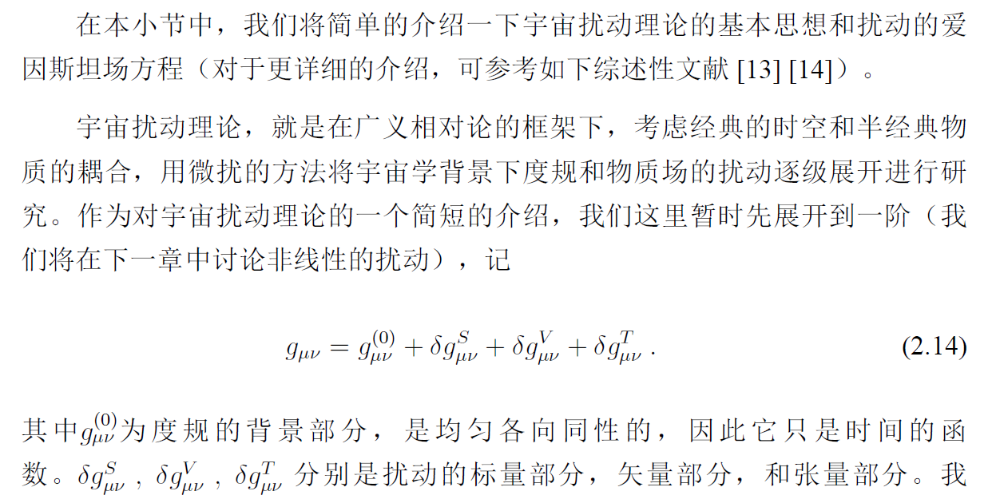 在本小节中，我们将简单的介绍一下宇宙扰动理论的基本思想和扰动的爱
因斯坦场方程（对于更详细的介绍，可参考如下综述性文献 [13] [14]）。
宇宙扰动理论，就是在广义相对论的框架下，考虑经典的时空和半经典物
质的耦合，用微扰的方法将宇宙学背景下度规和物质场的扰动逐级展开进行研
究。作为对宇宙扰动理论的一个简短的介绍，我们这里暂时先展开到一阶（我
们将在下一章中讨论非线性的扰动），记
$g_{\mu\nu} = g_{\mu\nu}^{(0)} + \delta g_{\mu\nu}^{S} + \delta g_{\mu\nu}^{V} + \delta g_{\mu\nu}^{T} \ .$ (2.14)
其中$g_{\mu\nu}^{(0)}$为度规的背景部分，是均匀各向同性的，因此它只是时间的函
数。$\delta g_{\mu\nu}^{S}$ , $\delta g_{\mu\nu}^{V}$ , $\delta g_{\mu\nu}^{T}$ 分别是扰动的标量部分，矢量部分，和张量部分。我